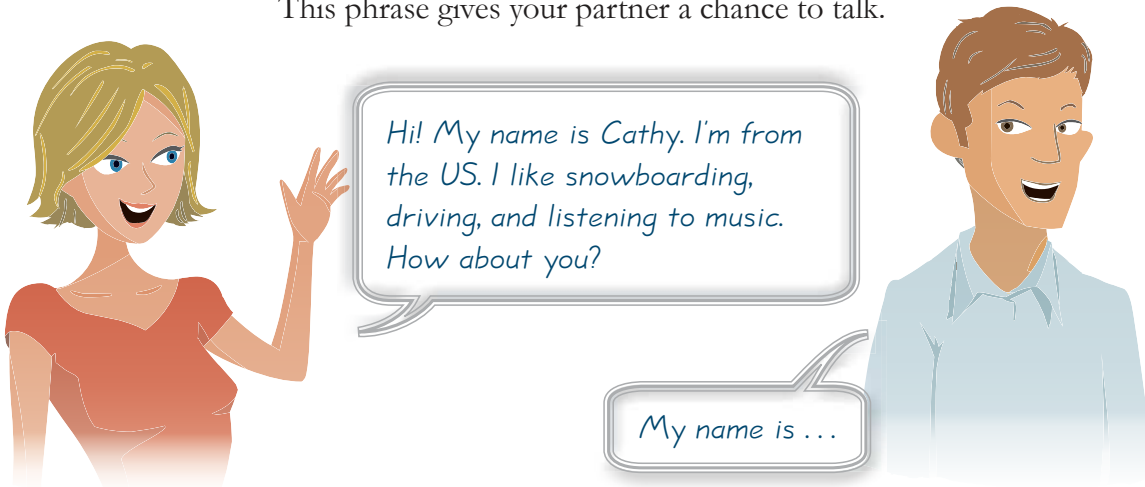 This phrase gives your partner a chance to talk.
Hi! My name is Cathy. I'm from
the US. I like snowboarding,
driving, and listening to music.
How about you?
My name is . . .